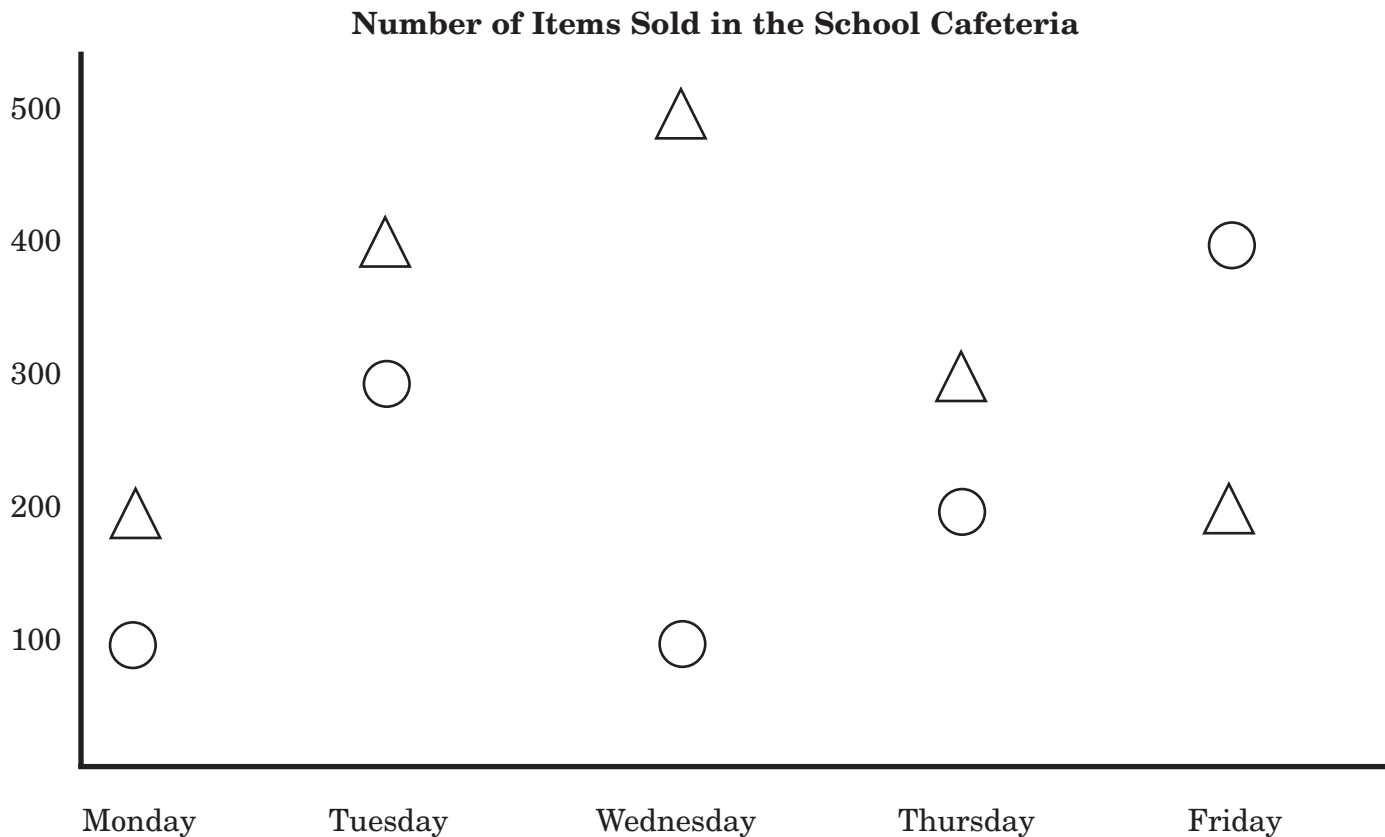 Number of Items Sold in the School Cafeteria
500
400
300
200
100
Monday Tuesday Wednesday Thursday Friday